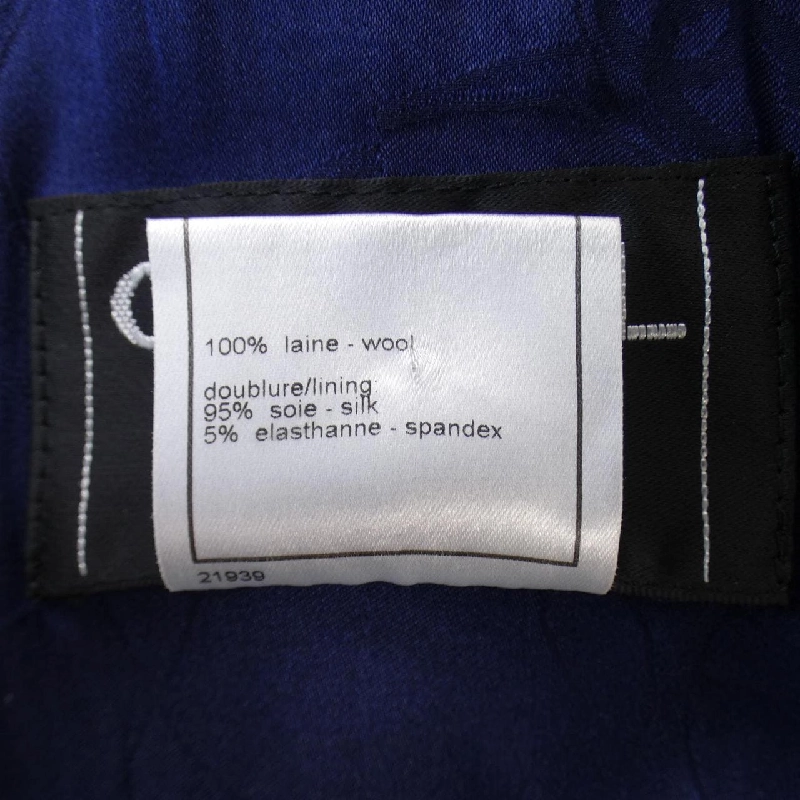 100% laine - wool
doublure/lining
95% soie - silk
5% elasthanne - spandex
21939